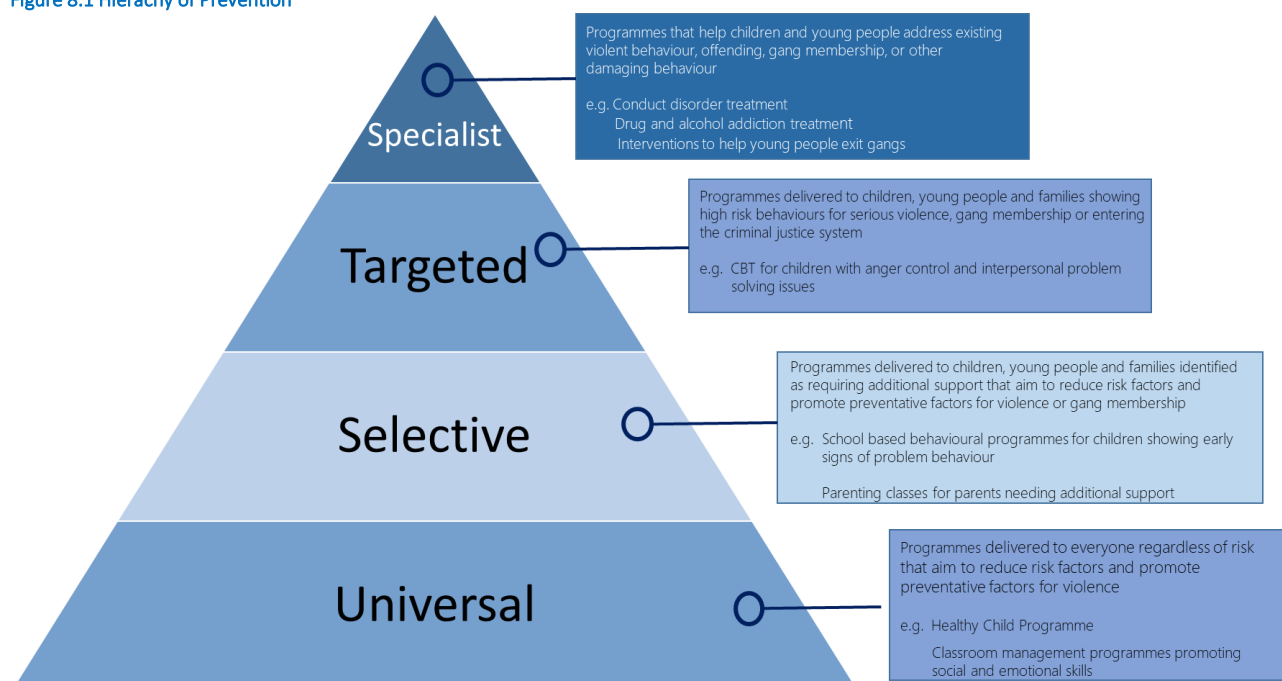 Figure 8.1 Hierachy of Prevention
Specialist
Programmes that help children and young people address existing
violent behaviour, offending, gang membership, or other
damaging behaviour
e.g. Conduct disorder treatment
Drug and alcohol addiction treatment
Interventions to help young people exit gangs
Targeted
Programmes delivered to children, young people and families showing
high risk behaviours for serious violence, gang membership or entering
the criminal justice system
e.g. CBT for children with anger control and interpersonal problem
solving issues
Selective
Programmes delivered to children, young people and families identified
as requiring additional support that aim to reduce risk factors and
promote preventative factors for violence or gang membership
e.g. School based behavioural programmes for children showing early
signs of problem behaviour
Parenting classes for parents needing additional support
Universal
Programmes delivered to everyone regardless of risk
that aim to reduce risk factors and promote
preventative factors for violence
e.g. Healthy Child Programme
Classroom management programmes promoting
social and emotional skills